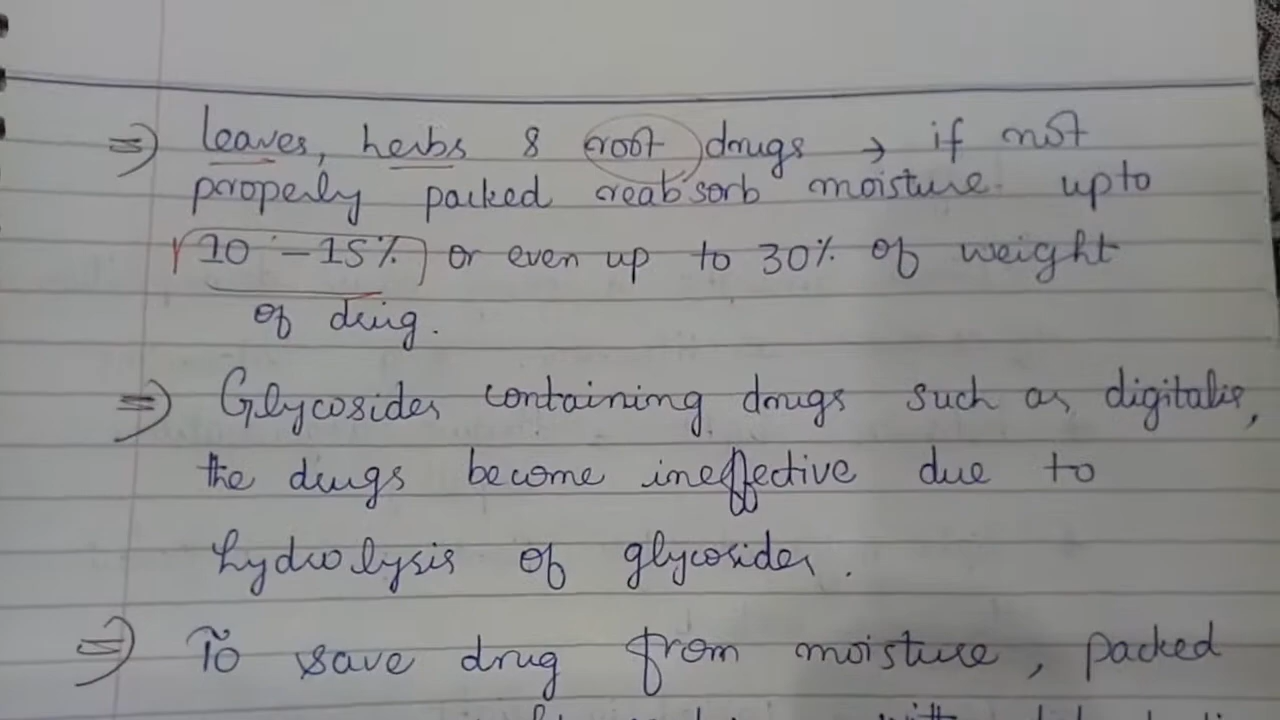 ⇒ leaves, herbs & root drugs → if not
properly packed reabsorb moisture upto
10 - 15% or even up to 30% of weight
of drug.
⇒ Glycosides containing drugs such as digitalis,
the drugs become ineffective due to
hydrolysis of glycosides.
⇒ To save drug from moisture, packed